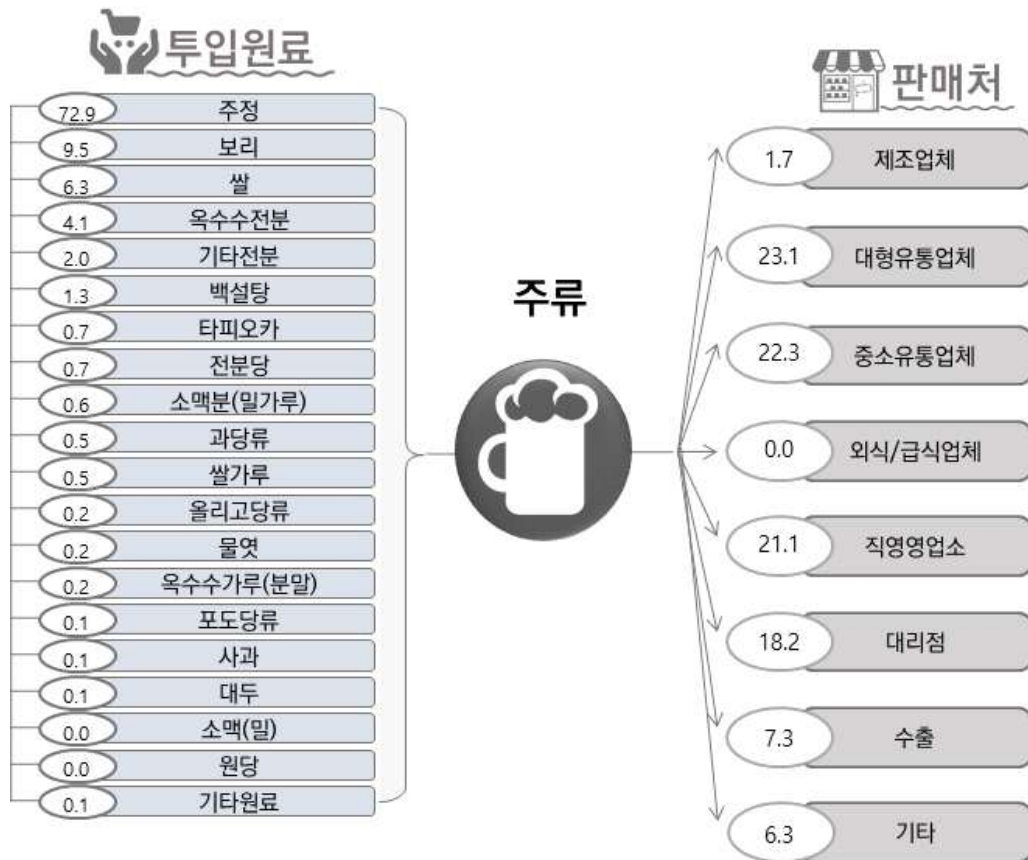 투입원료
72.9 주정
9.5 보리
6.3 쌀
4.1 옥수수전분
2.0 기타전분
1.3 백설탕
0.7 타피오카
0.7 전분당
0.6 소맥분(밀가루)
0.5 과당류
0.5 쌀가루
0.2 올리고당류
0.2 물엿
0.2 옥수수가루(분말)
0.1 포도당류
0.1 사과
0.1 대두
0.0 소맥(밀)
0.0 원당
0.1 기타원료
주류
판매처
1.7 제조업체
23.1 대형유통업체
22.3 중소유통업체
0.0 외식/급식업체
21.1 직영영업소
18.2 대리점
7.3 수출
6.3 기타